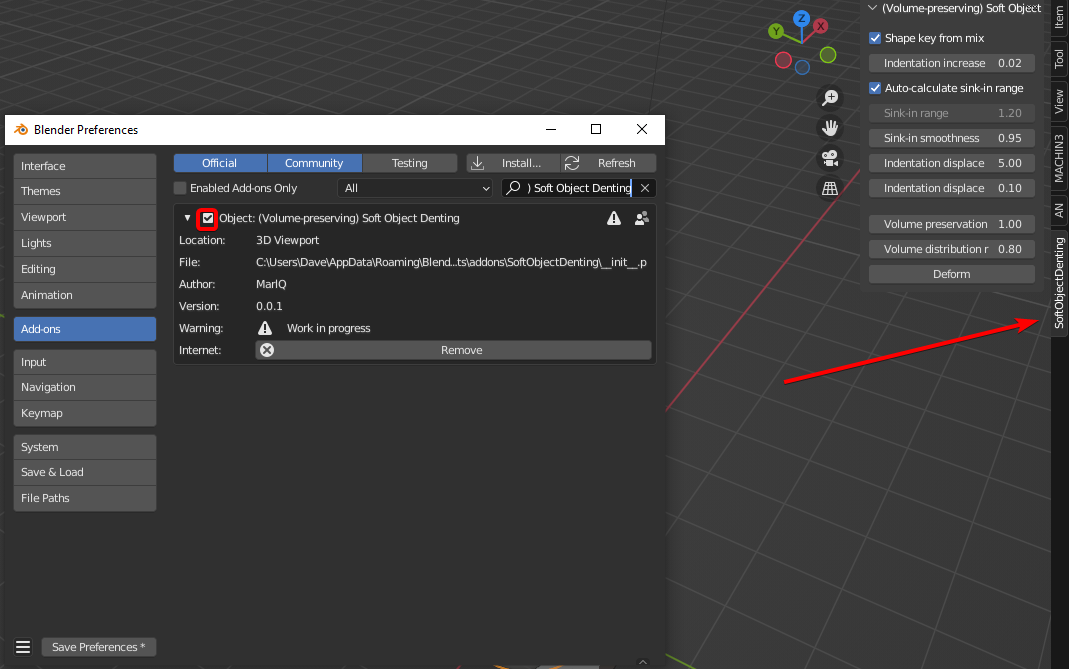 (Volume-preserving) Soft Object
Item
Tool
View
MACHIN3
AN
SoftObjectDenting
Z
X
Y
Shape key from mix
Indentation increase 0.02
Auto-calculate sink-in range
Sink-in range 1.20
Sink-in smoothness 0.95
Indentation displace 5.00
Indentation displace 0.10
Volume preservation 1.00
Volume distribution r 0.80
Deform
Blender Preferences
Interface
Themes
Viewport
Lights
Editing
Animation
Add-ons
Input
Navigation
Keymap
System
Save & Load
File Paths
Save Preferences *
Official Community Testing Install... Refresh
Enabled Add-ons Only All ) Soft Object Denting
Object: (Volume-preserving) Soft Object Denting
Location: 3D Viewport
File: C:\Users\Dave\AppData\Roaming\Blend...ts\addons\SoftObjectDenting\__init__.p
Author: MarlQ
Version: 0.0.1
Warning: Work in progress
Internet: Remove